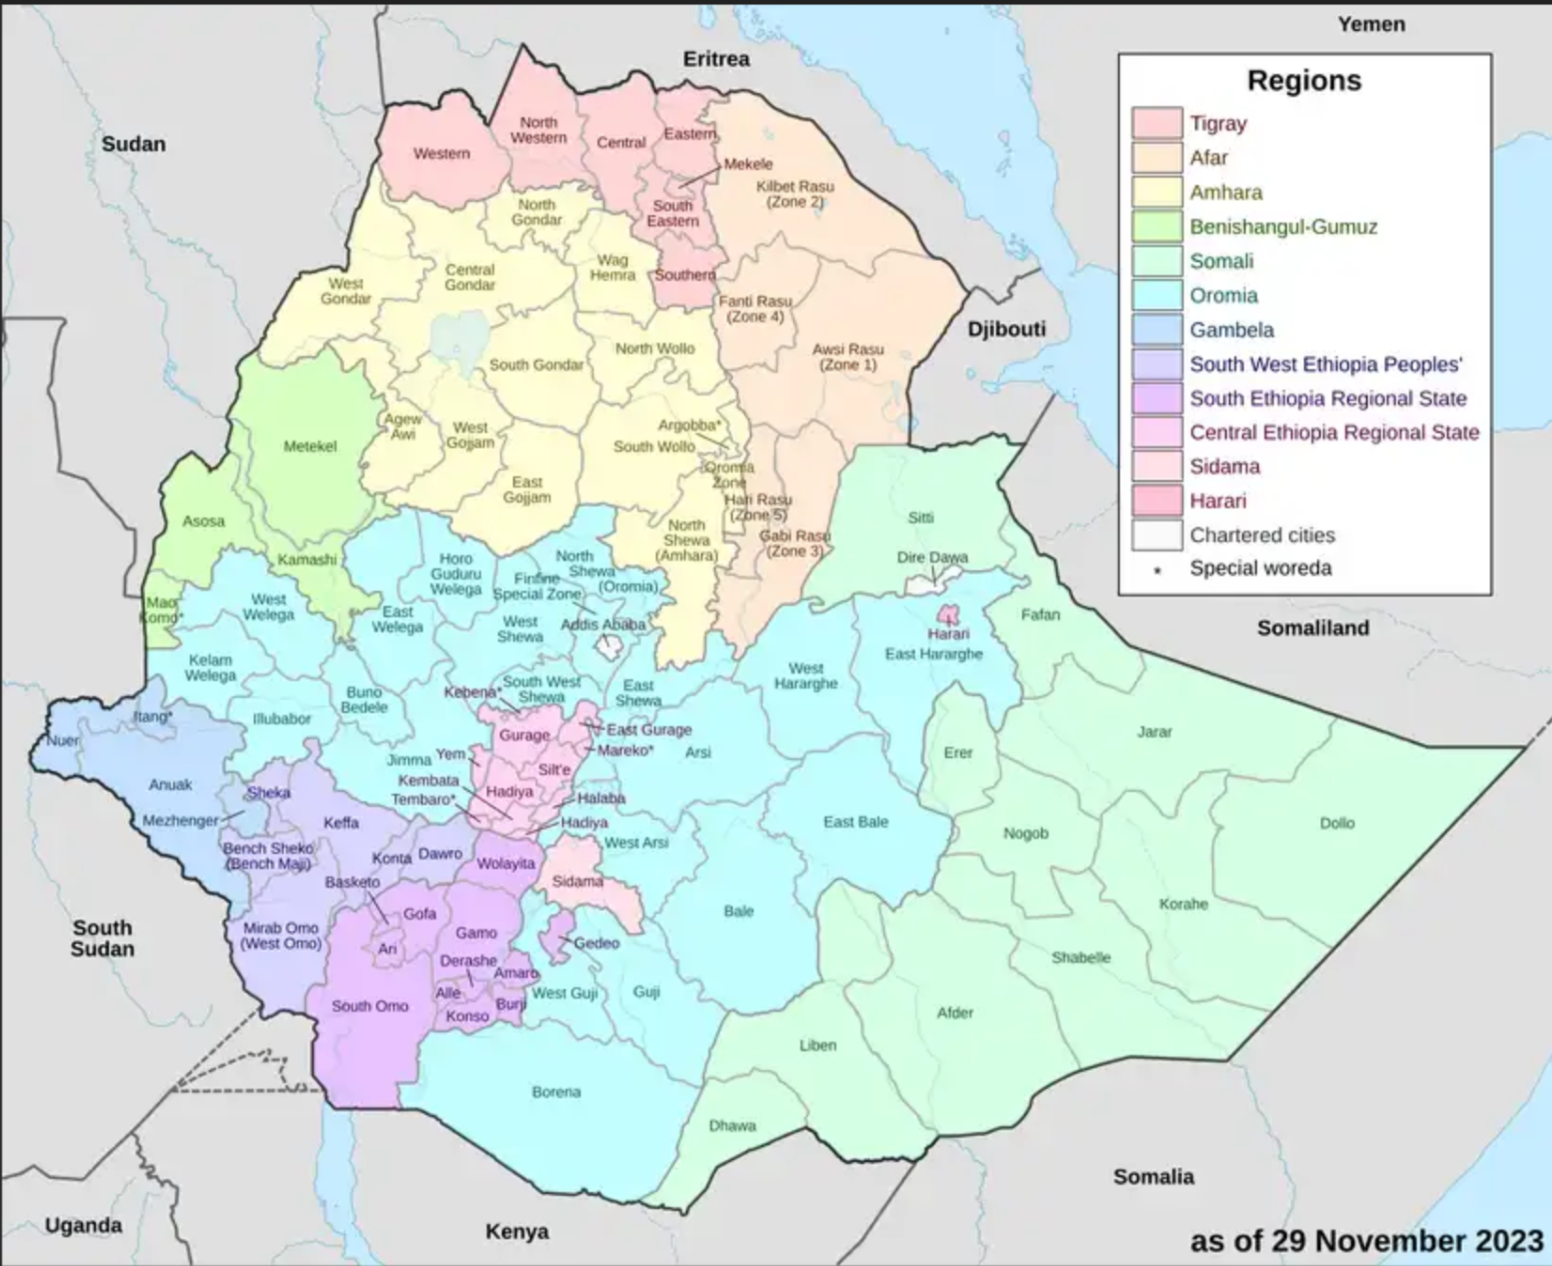 Yemen
Eritrea
Regions
Tigray
Afar
Amhara
Benishangul-Gumuz
Somali
Oromia
Gambela
South West Ethiopia Peoples'
South Ethiopia Regional State
Central Ethiopia Regional State
Sidama
Harari
Chartered cities
* Special woreda
Sudan
Western
North
Western
Central
Eastern
Mekele
South
Eastern
Southern
Kilbet Rasu
(Zone 2)
Fanti Rasu
(Zone 4)
Awsi Rasu
(Zone 1)
Djibouti
North
Gondar
Wag
Hemra
Central
Gondar
West
Gondar
South Gondar
North Wollo
Agew
Awi
West
Gojjam
East
Gojjam
Argobba*
South Wollo
Oromia
Zone
Hari Rasu
(Zone 5)
Gabi Rasu
(Zone 3)
North
Shewa
(Amhara)
Metekel
Asosa
Kamashi
Mao
Komo*
Sitti
Dire Dawa
Fafan
Harari
East Hararghe
West
Hararghe
Somaliland
Horo
Guduru
Welega
North
Shewa
(Oromia)
Finfine
Special Zone
West
Welega
East
Welega
West
Shewa
Addis Ababa
Kelam
Welega
Buno
Bedele
Illubabor
Kebena*
South West
Shewa
East
Shewa
Itang*
Nuer
Anuak
Gurage
East Gurage
Mareko*
Arsi
Jimma
Yem
Silt'e
Kembata
Tembaro*
Hadiya
Halaba
Hadiya
Sheka
Mezhenger
Keffa
Bench Sheko
(Bench Maji)
Konta
Dawro
Wolayita
West Arsi
Sidama
Basketo
East Bale
Bale
Erer
Jarar
Nogob
Dollo
Korahe
Shabelle
Afder
Liben
Dhawa
South
Sudan
Mirab Omo
(West Omo)
Gofa
Ari
Gamo
Gedeo
Derashe
Amaro
Alle
Burji
Konso
West Guji
Guji
South Omo
Borena
Somalia
Uganda
Kenya
as of 29 November 2023